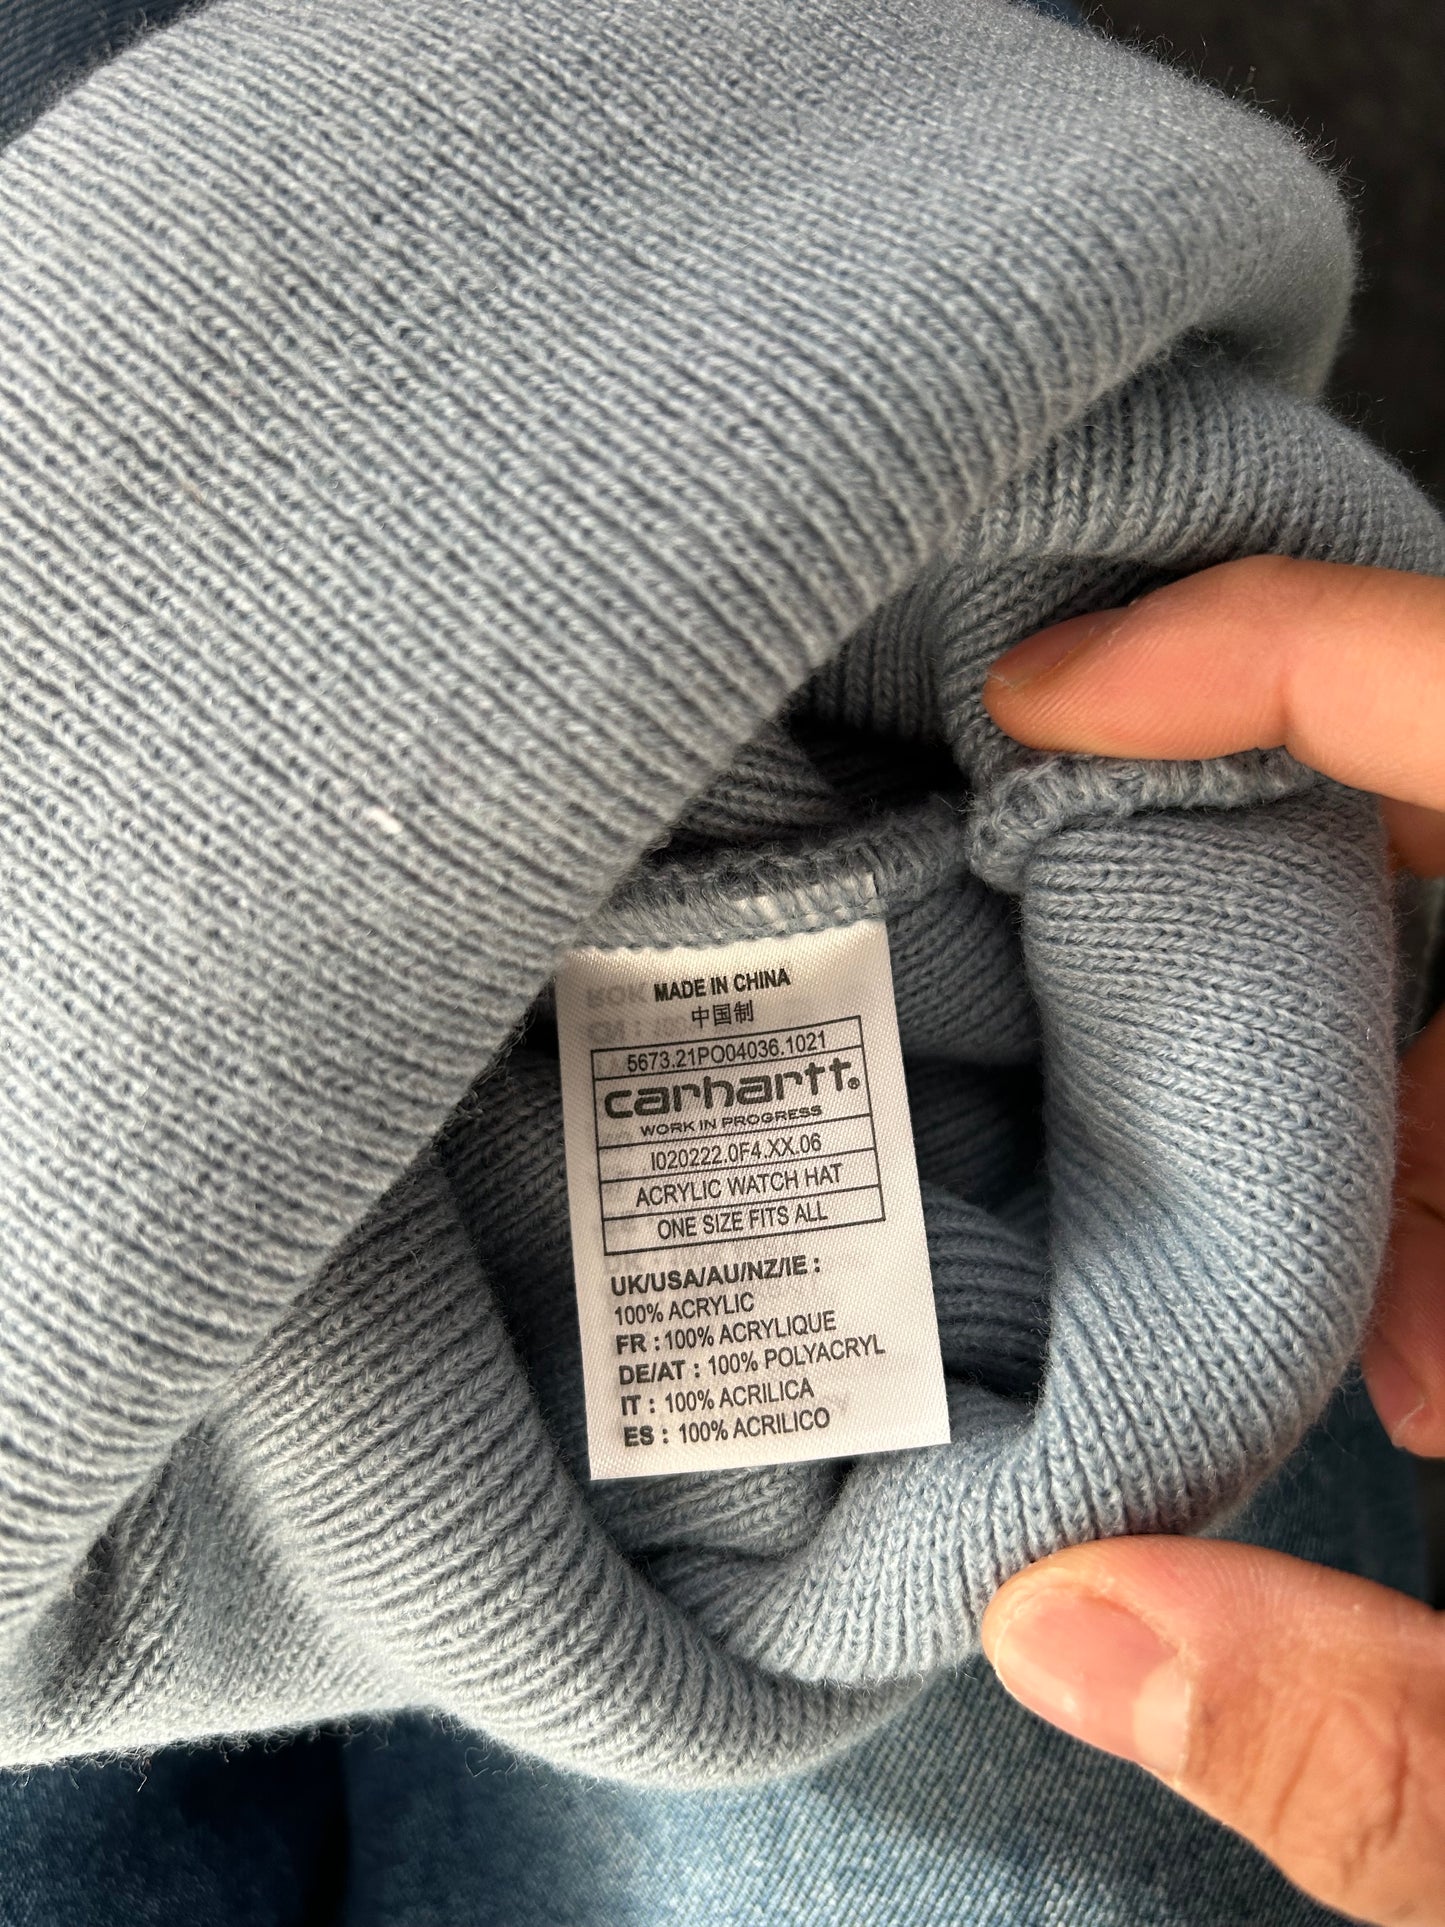 MADE IN CHINA
中国制
5673.21PO04036.1021
carhartt®
WORK IN PROGRESS
I020222.0F4.XX.06
ACRYLIC WATCH HAT
ONE SIZE FITS ALL
UK/USA/AU/NZ/IE :
100% ACRYLIC
FR : 100% ACRYLIQUE
DE/AT : 100% POLYACRYL
IT : 100% ACRILICA
ES : 100% ACRILICO